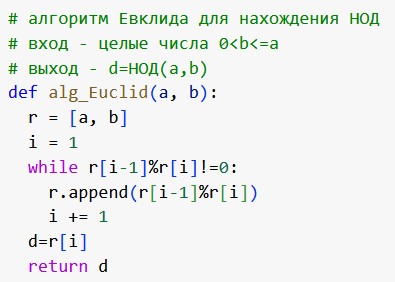 # алгоритм Евклида для нахождения НОД
# вход - целые числа 0<b<=a
# выход - d=НОД(a,b)
def alg_Euclid(a, b):
  r = [a, b]
  i = 1
  while r[i-1]%r[i]!=0:
    r.append(r[i-1]%r[i])
    i += 1
  d=r[i]
  return d